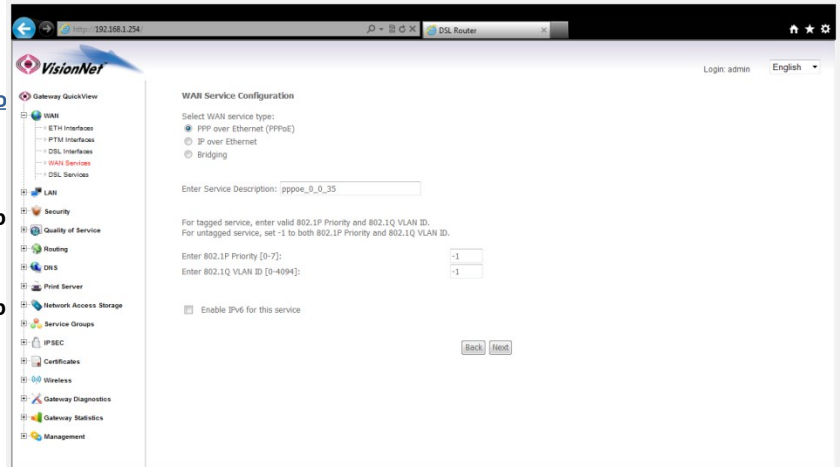 http://192.168.1.254/
DSL Router
VisionNet
Login: admin
English
Gateway QuickView
WAN
ETH Interfaces
PTM Interfaces
DSL Interfaces
WAN Services
DSL Services
LAN
Security
Quality of Service
Routing
DNS
Print Server
Network Access Storage
Service Groups
IPSEC
Certificates
Wireless
Gateway Diagnostics
Gateway Statistics
Management
WAN Service Configuration
Select WAN service type:
PPP over Ethernet (PPPoE)
IP over Ethernet
Bridging
Enter Service Description: pppoe_0_0_35
For tagged service, enter valid 802.1P Priority and 802.1Q VLAN ID.
For untagged service, set -1 to both 802.1P Priority and 802.1Q VLAN ID.
Enter 802.1P Priority [0-7]: -1
Enter 802.1Q VLAN ID [0-4094]: -1
Enable IPv6 for this service
Back Next